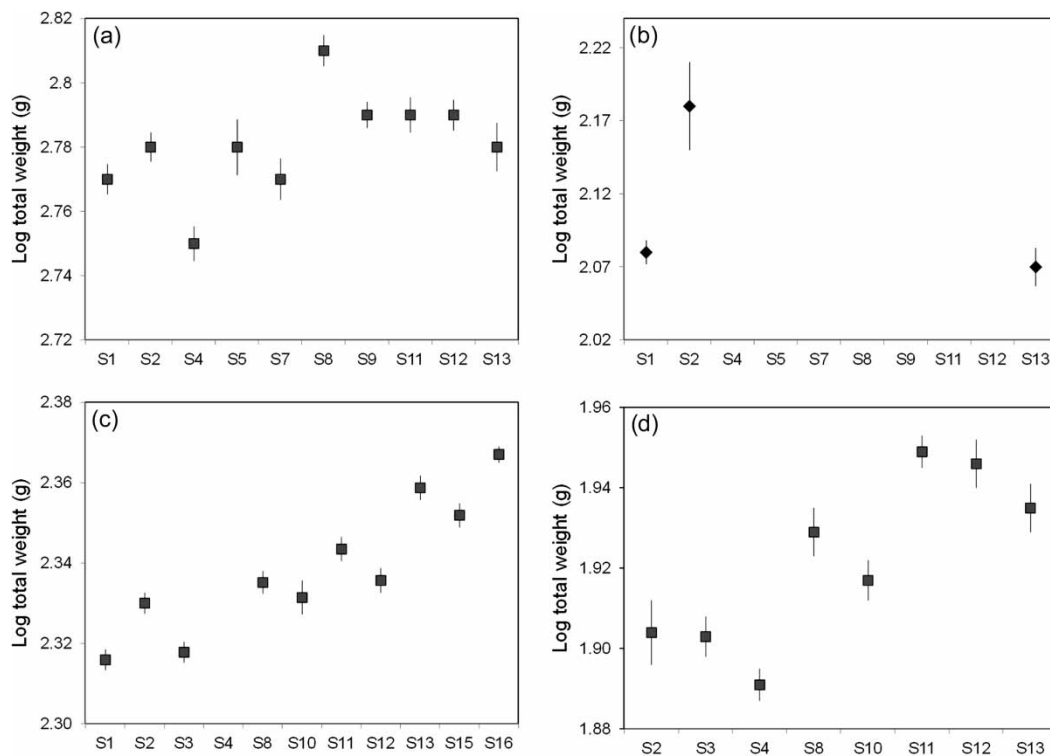 (a)
Log total weight (g)
2.82
2.8
2.78
2.76
2.74
2.72
S1 S2 S4 S5 S7 S8 S9 S11 S12 S13
(b)
Log total weight (g)
2.22
2.17
2.12
2.07
2.02
S1 S2 S4 S5 S7 S8 S9 S11 S12 S13
(c)
Log total weight (g)
2.38
2.36
2.34
2.32
2.30
S1 S2 S3 S4 S8 S10 S11 S12 S13 S15 S16
(d)
Log total weight (g)
1.96
1.94
1.92
1.90
1.88
S2 S3 S4 S8 S10 S11 S12 S13